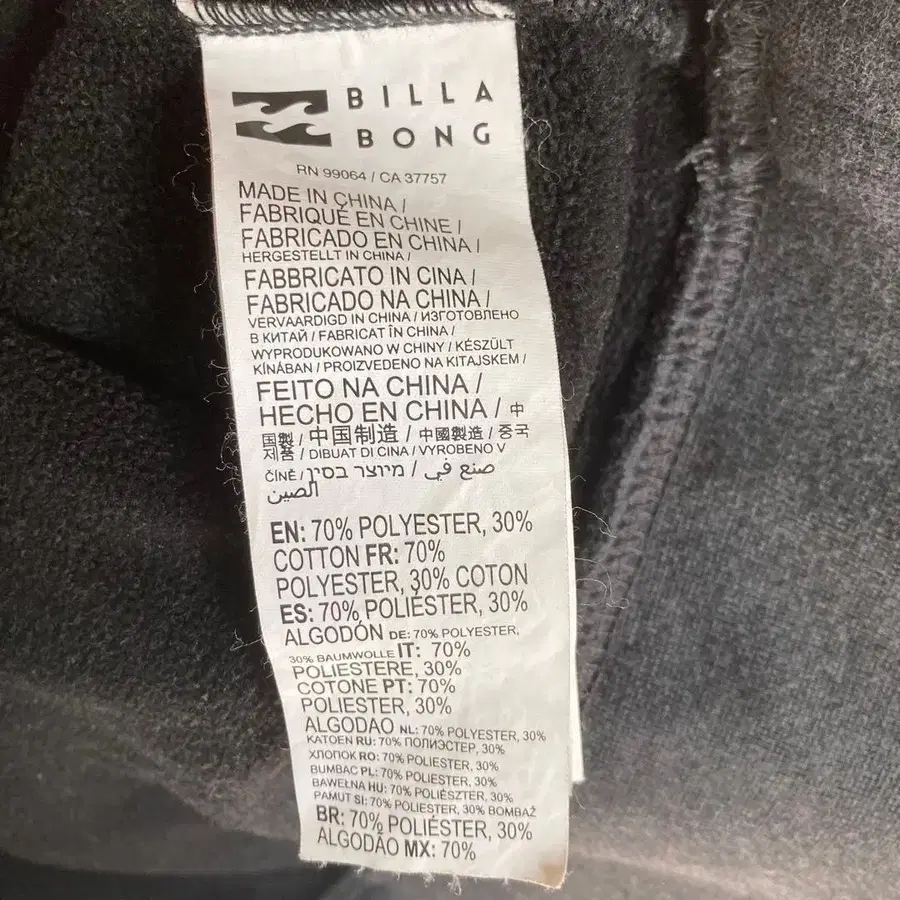 BILLA
BONG
RN 99064 / CA 37757
MADE IN CHINA /
FABRIQUÉ EN CHINE /
FABRICADO EN CHINA /
HERGESTELLT IN CHINA /
FABBRICATO IN CINA /
FABRICADO NA CHINA /
VERVAARDIGD IN CHINA / ИЗГОТОВЛЕНО
В КИТАЙ / FABRICAT ÎN CHINA /
WYPRODUKOWANO W CHINY / KÉSZÜLT
KÍNÁBAN / PROIZVEDENO NA KITAJSKEM /
FEITO NA CHINA /
HECHO EN CHINA / 中
国製 / 中国制造 / 中國製造 / 중국
제품 / DIBUAT DI CINA / VYROBENO V
ČÍNĚ / מיוצר בסין / صنع في
الصين
EN: 70% POLYESTER, 30%
COTTON FR: 70%
POLYESTER, 30% COTON
ES: 70% POLIÉSTER, 30%
ALGODÓN DE: 70% POLYESTER,
30% BAUMWOLLE IT: 70%
POLIESTERE, 30%
COTONE PT: 70%
POLIESTER, 30%
ALGODAO NL: 70% POLYESTER, 30%
KATOEN RU: 70% ПОЛИЭСТЕР, 30%
ХЛОПОК RO: 70% POLIESTER, 30%
BUMBAC PL: 70% POLIESTER, 30%
BAWEŁNA HU: 70% POLIÉSZTER, 30%
PAMUT SI: 70% POLIESTER, 30% BOMBAŽ
BR: 70% POLIÉSTER, 30%
ALGODÃO MX: 70%